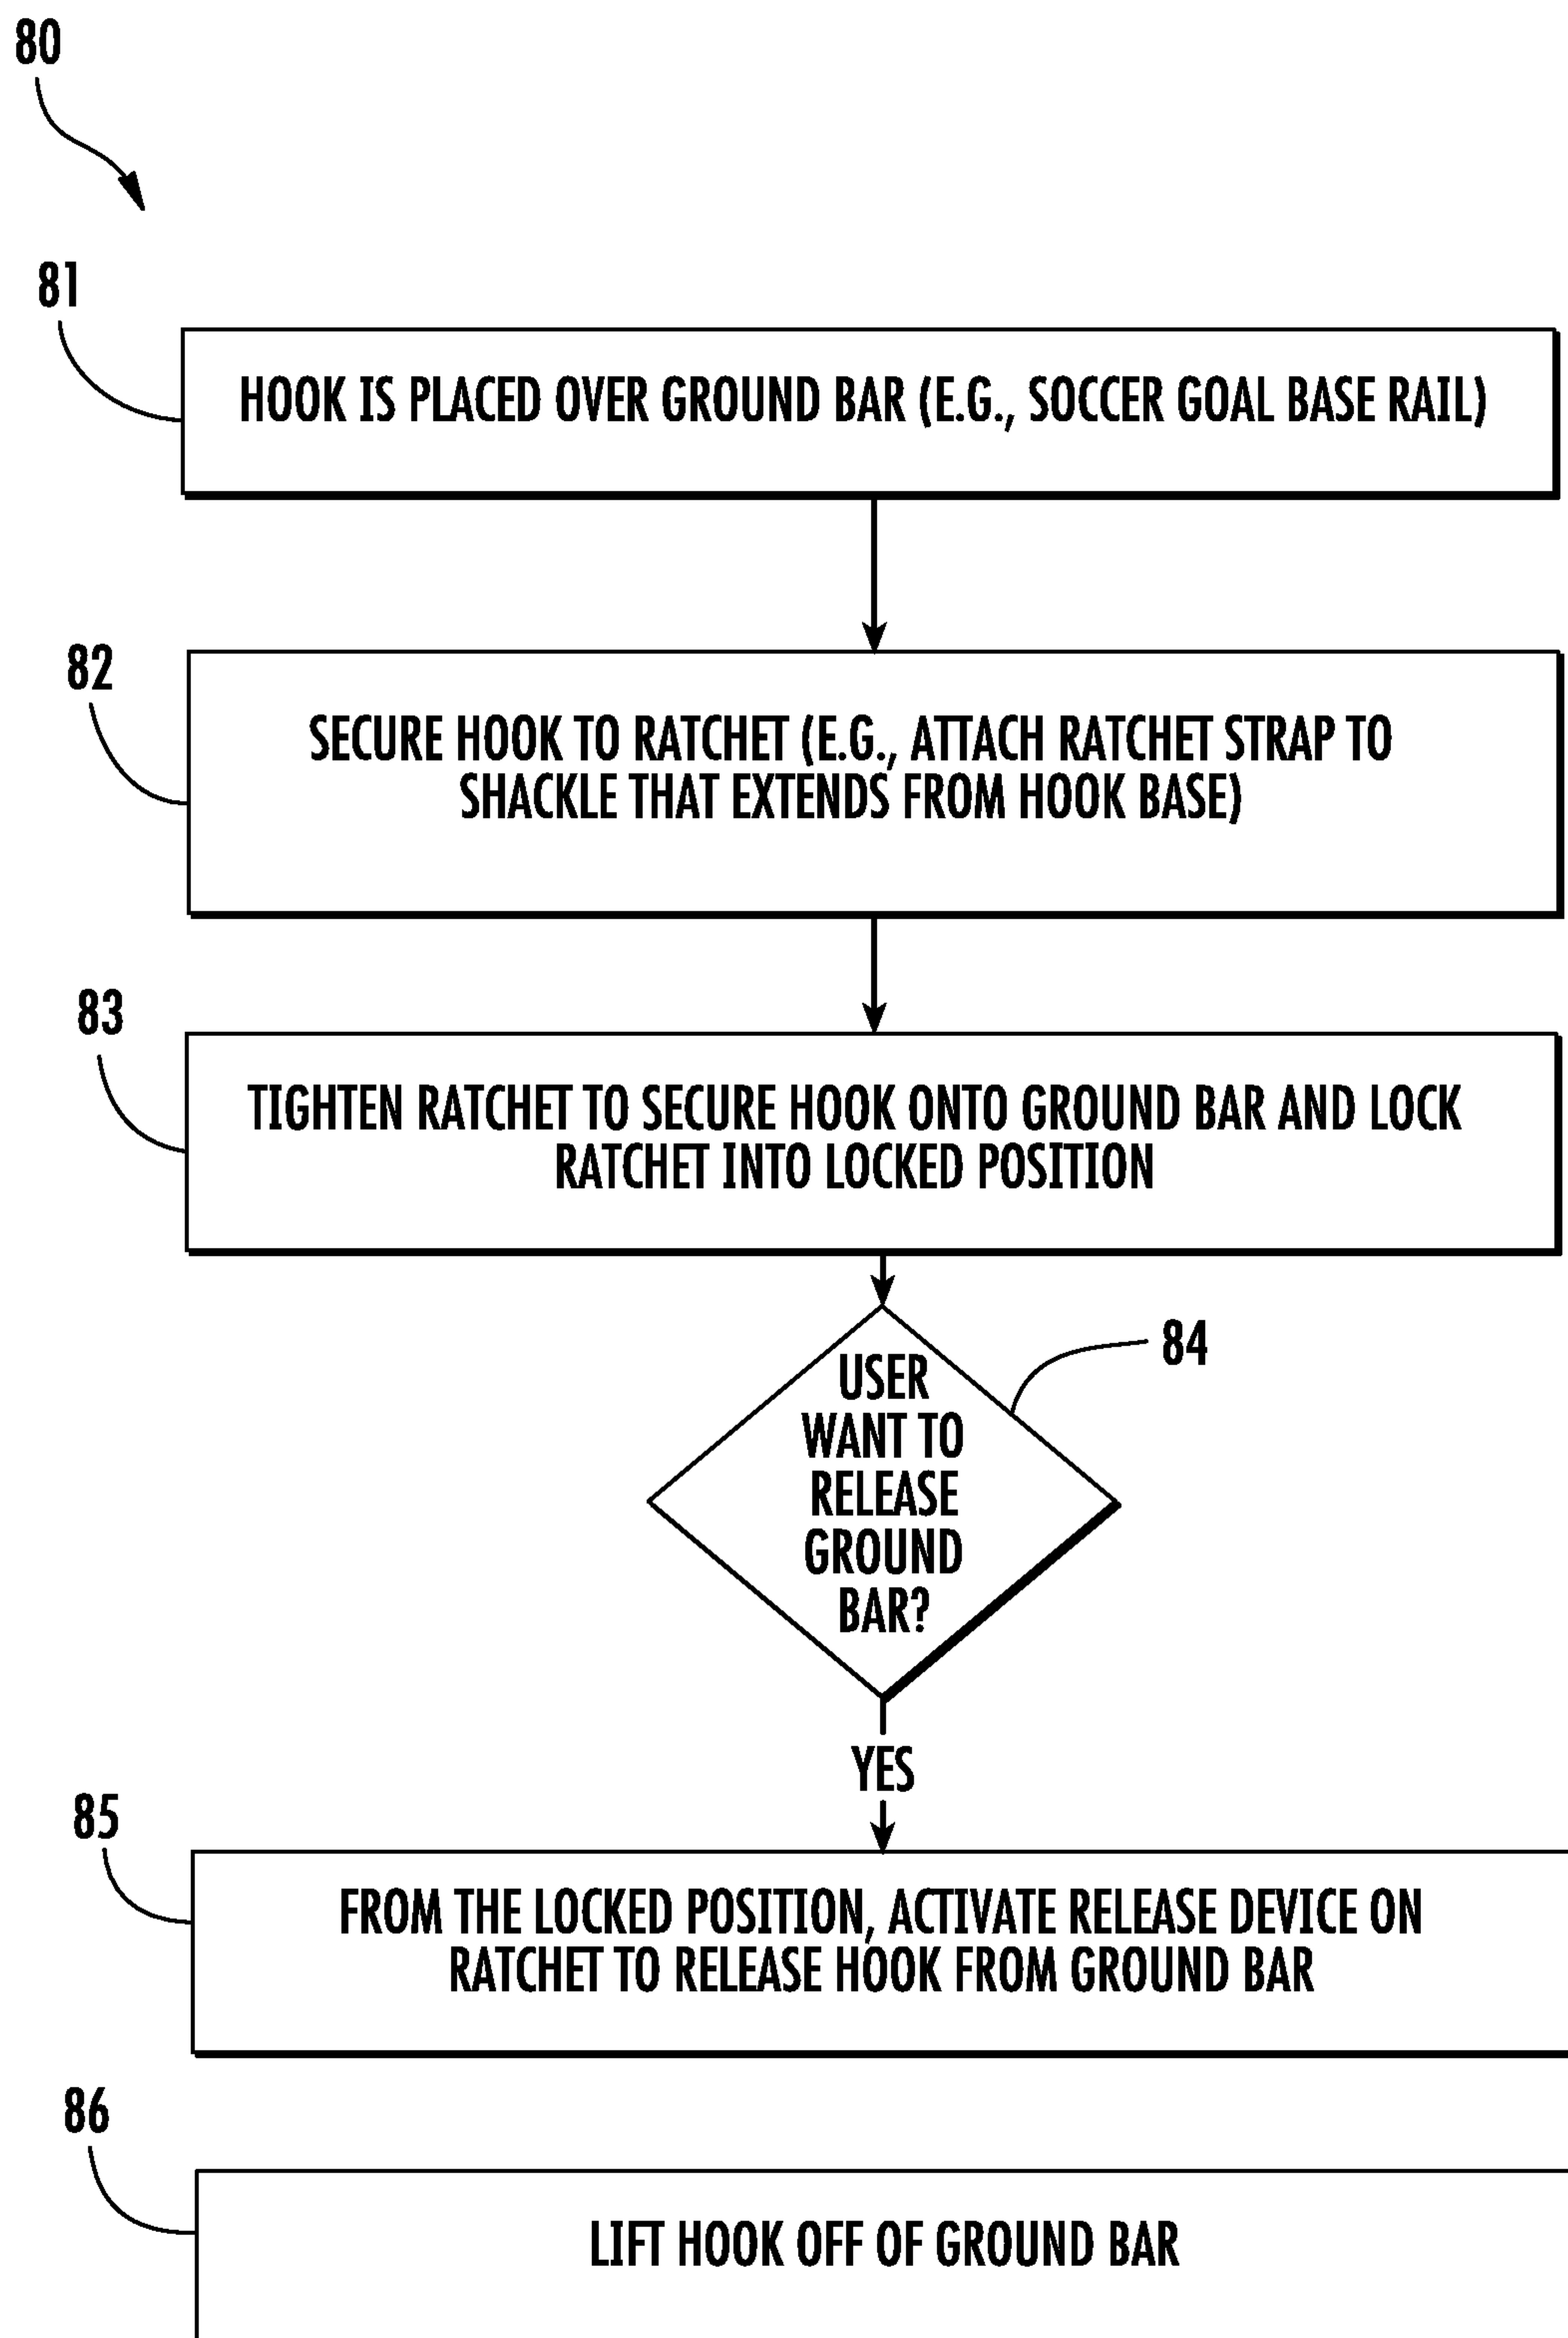 80
81
HOOK IS PLACED OVER GROUND BAR (E.G., SOCCER GOAL BASE RAIL)
82
SECURE HOOK TO RATCHET (E.G., ATTACH RATCHET STRAP TO
SHACKLE THAT EXTENDS FROM HOOK BASE)
83
TIGHTEN RATCHET TO SECURE HOOK ONTO GROUND BAR AND LOCK
RATCHET INTO LOCKED POSITION
84
USER
WANT TO
RELEASE
GROUND
BAR?
YES
85
FROM THE LOCKED POSITION, ACTIVATE RELEASE DEVICE ON
RATCHET TO RELEASE HOOK FROM GROUND BAR
86
LIFT HOOK OFF OF GROUND BAR